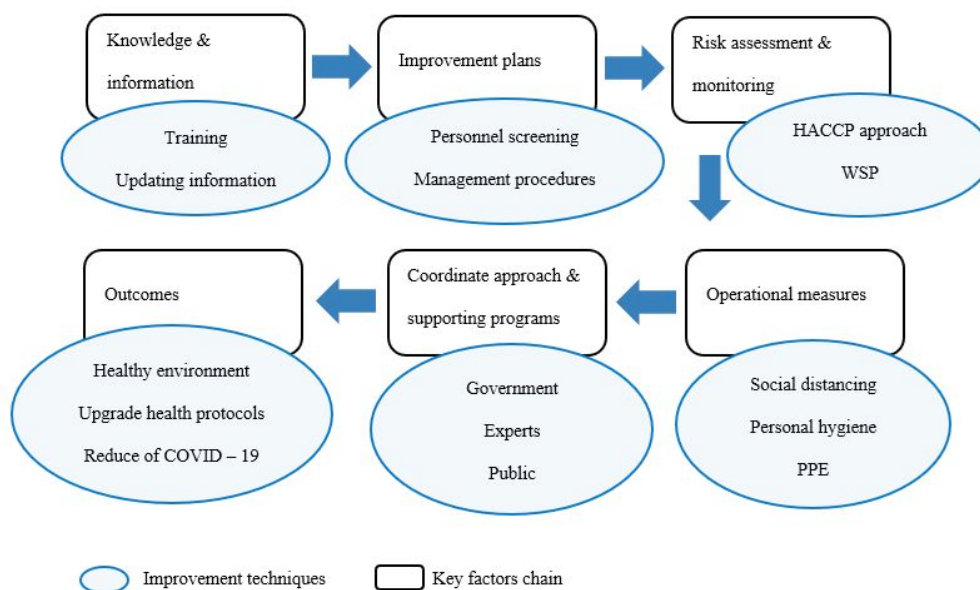 Knowledge &
information
Training
Updating information
Improvement plans
Personnel screening
Management procedures
Risk assessment &
monitoring
HACCP approach
WSP
Operational measures
Social distancing
Personal hygiene
PPE
Coordinate approach &
supporting programs
Government
Experts
Public
Outcomes
Healthy environment
Upgrade health protocols
Reduce of COVID – 19
Improvement techniques
Key factors chain